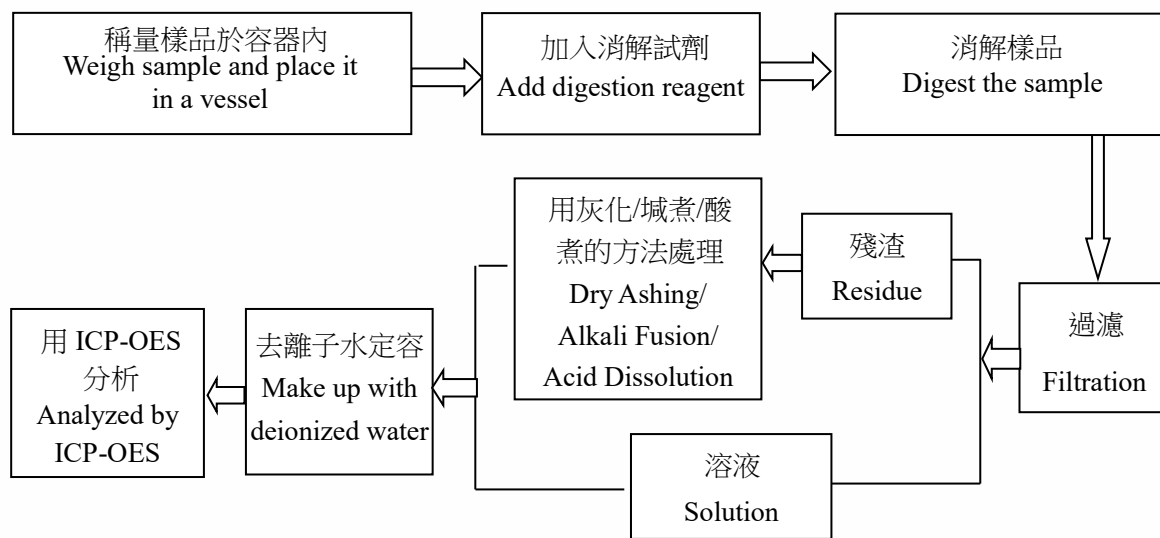 稱量樣品於容器內
Weigh sample and place it
in a vessel
加入消解試劑
Add digestion reagent
消解樣品
Digest the sample
過濾
Filtration
殘渣
Residue
用灰化/堿煮/酸
煮的方法處理
Dry Ashing/
Alkali Fusion/
Acid Dissolution
溶液
Solution
去離子水定容
Make up with
deionized water
用 ICP-OES
分析
Analyzed by
ICP-OES